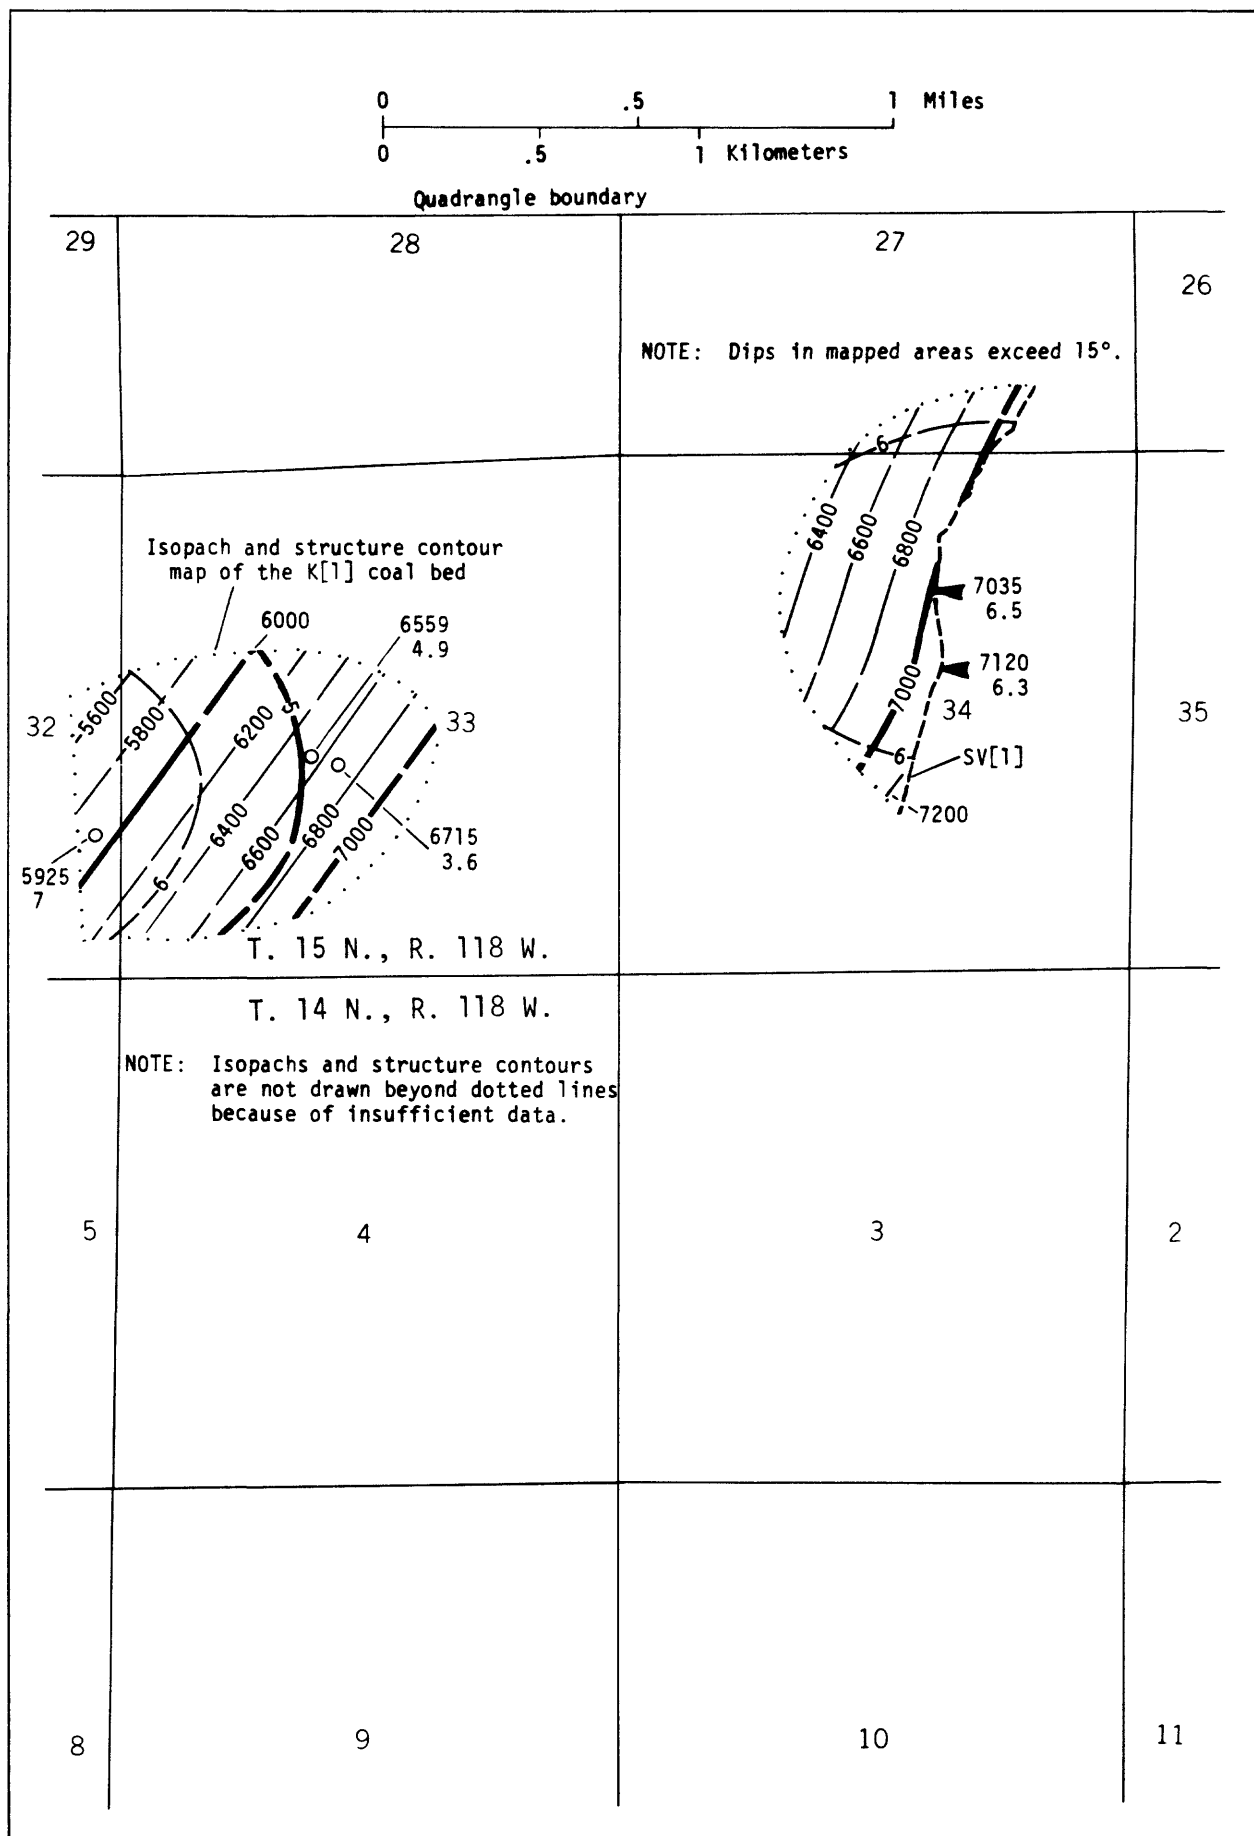 0 .5 1 Miles
0 .5 1 Kilometers
Quadrangle boundary
29 28 27
26
NOTE: Dips in mapped areas exceed 15°.
6
6400
6600
6800
7000
7035
6.5
7120
6.3
34
35
6
SV[1]
7200
Isopach and structure contour
map of the K[1] coal bed
6000
6559
4.9
32
5600
5800
6200
5
33
6400
6600
6800
7000
6
6715
3.6
5925
7
T. 15 N., R. 118 W.
T. 14 N., R. 118 W.
NOTE: Isopachs and structure contours
are not drawn beyond dotted lines
because of insufficient data.
5 4 3 2
8 9 10 11